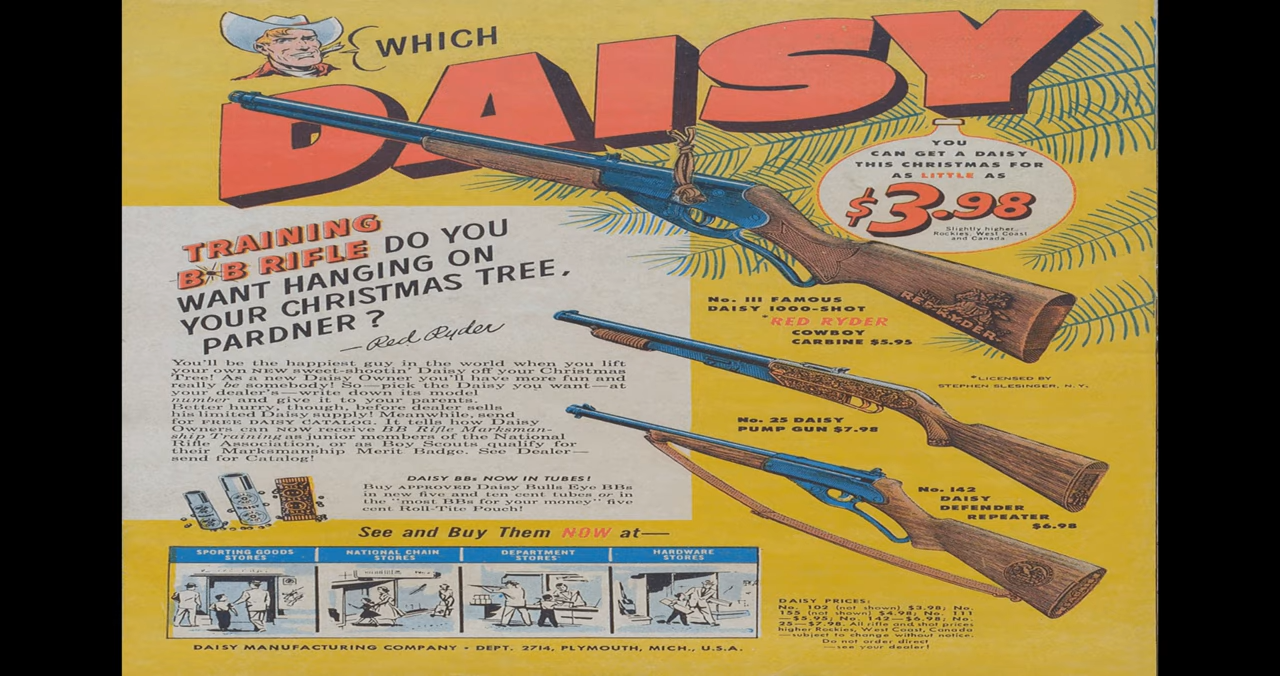 WHICH
DAISY
YOU
CAN GET A DAISY
THIS CHRISTMAS FOR
AS LITTLE AS
$3.98
Slightly higher
Rockies, West Coast
and Canada
TRAINING
B·B RIFLE DO YOU
WANT HANGING ON
YOUR CHRISTMAS TREE,
PARDNER?
—Red Ryder
You'll be the happiest guy in the world when you lift
your own NEW sweet-shootin' Daisy off your Christmas
Tree! As a new Daisy Owner you'll have more fun and
really be somebody! So—pick the Daisy you want—at
your dealer's—write down its model
number and give it to your parents.
Better hurry, though, before dealer sells
his limited Daisy supply! Meanwhile, send
for FREE DAISY CATALOG. It tells how Daisy
Owners can NOW receive BB Rifle Marksman-
ship Training as junior members of the National
Rifle Association, or as Boy Scouts qualify for
their Marksmanship Merit Badge. See Dealer—
send for Catalog!
DAISY BBs NOW IN TUBES!
Buy APPROVED Daisy Bulls Eye BBs
in new five and ten cent tubes or in
the "most BBs for your money" five
cent Roll-Tite Pouch!
No. 111 FAMOUS
DAISY 1000-SHOT
*RED RYDER
COWBOY
CARBINE $5.95
RED RYDER
*LICENSED BY
STEPHEN SLESINGER, N.Y.
No. 25 DAISY
PUMP GUN $7.98
No. 142
DAISY
DEFENDER
REPEATER
$6.98
See and Buy Them NOW at—
SPORTING GOODS
STORES
NATIONAL CHAIN
STORES
DEPARTMENT
STORES
HARDWARE
STORES
DAISY PRICES:
No. 102 (not shown) $3.98; No.
155 (not shown) $4.98; No. 111
—$5.95; No. 142—$6.98; No.
25—$7.98. All rifle and shot prices
higher Rockies, West Coast, Canada
—subject to change without notice.
Do not order direct
—see your dealer!
DAISY MANUFACTURING COMPANY • DEPT. 2714, PLYMOUTH, MICH., U.S.A.